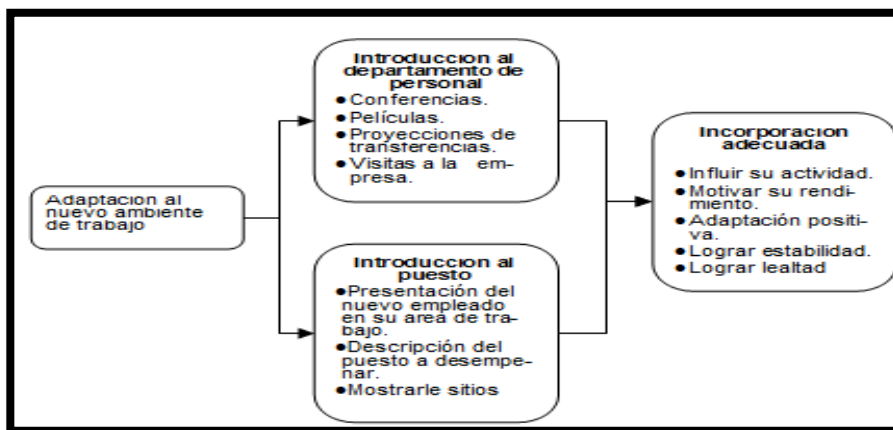 Adaptacion al
nuevo ambiente
de trabajo
Introduccion al
departamento de
personal
●Conferencias.
●Películas.
●Proyecciones de
transferencias.
●Visitas a la em-
presa.
Introduccion al
puesto
●Presentación del
nuevo empleado
en su area de tra-
bajo.
●Descripción del
puesto a desempe-
nar.
●Mostrarle sitios
Incorporacion
adecuada
●Influir su actividad.
●Motivar su rendi-
miento.
●Adaptación positi-
va.
●Lograr estabilidad.
●Lograr lealtad